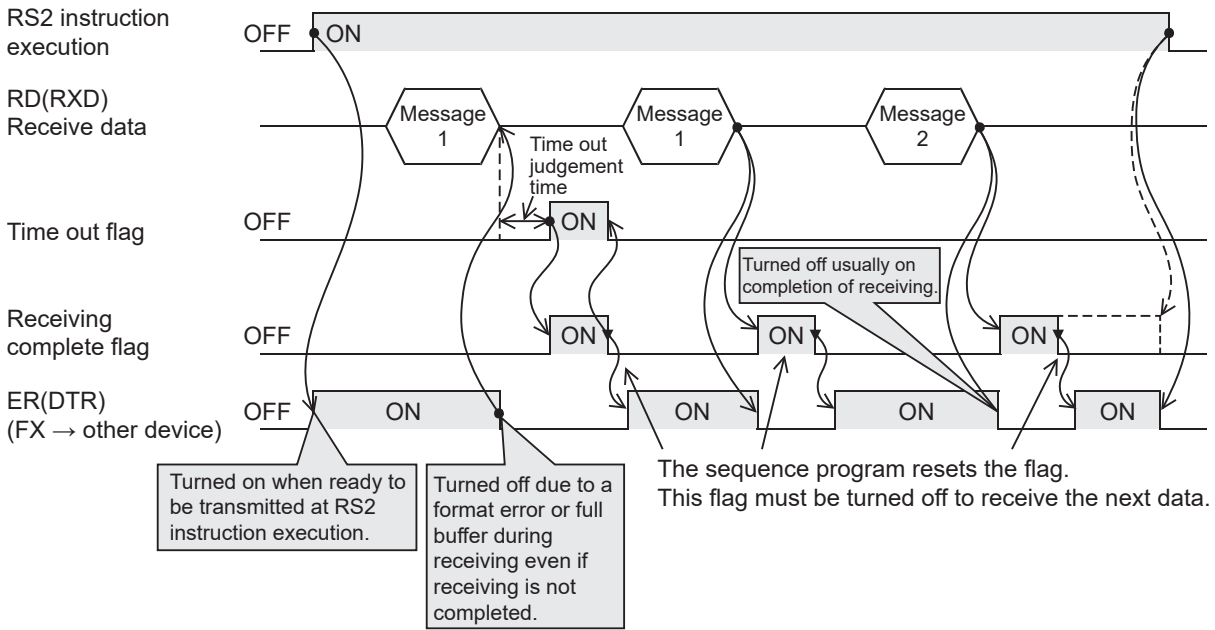 RS2 instruction
execution
OFF
ON
RD(RXD)
Receive data
Message
1
Message
1
Message
2
Time out
judgement
time
Time out flag
OFF
ON
Turned off usually on
completion of receiving.
Receiving
complete flag
OFF
ON
ON
ON
ER(DTR)
(FX → other device)
OFF
ON
ON
ON
ON
Turned on when ready to
be transmitted at RS2
instruction execution.
Turned off due to a
format error or full
buffer during
receiving even if
receiving is not
completed.
The sequence program resets the flag.
This flag must be turned off to receive the next data.